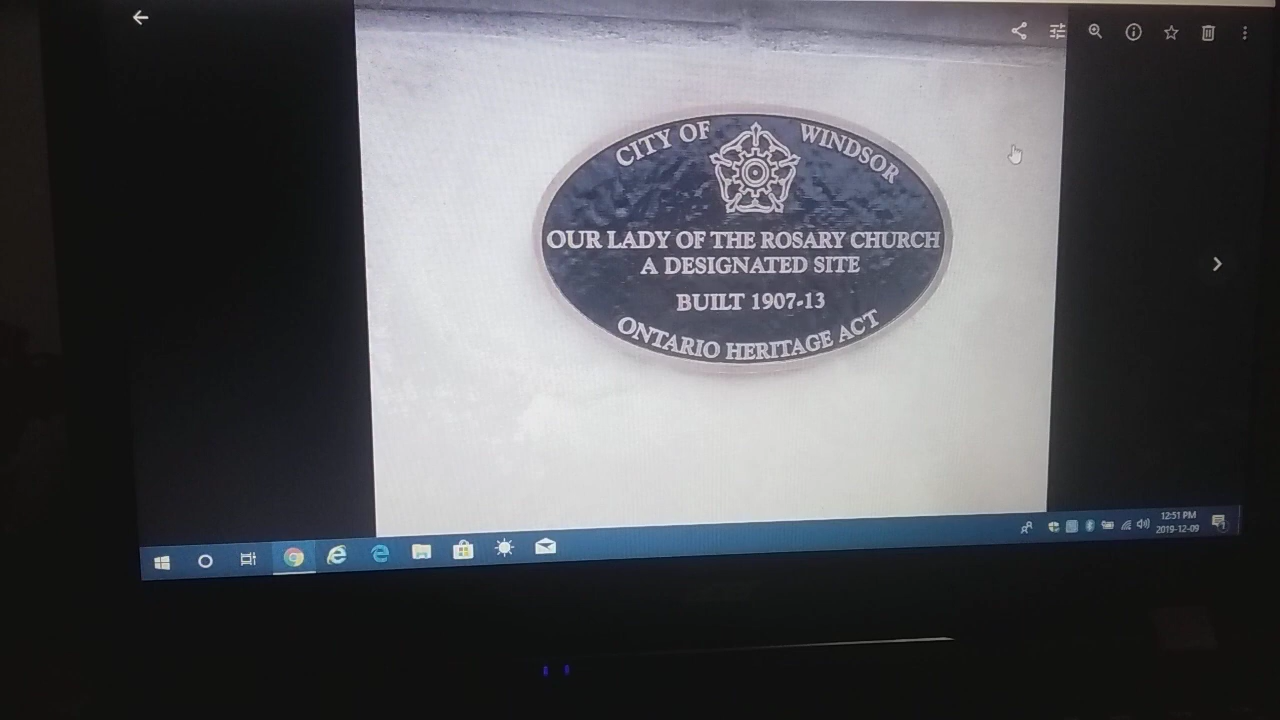 CITY OF WINDSOR
OUR LADY OF THE ROSARY CHURCH
A DESIGNATED SITE
BUILT 1907-13
ONTARIO HERITAGE ACT
12:51 PM
2019-12-09